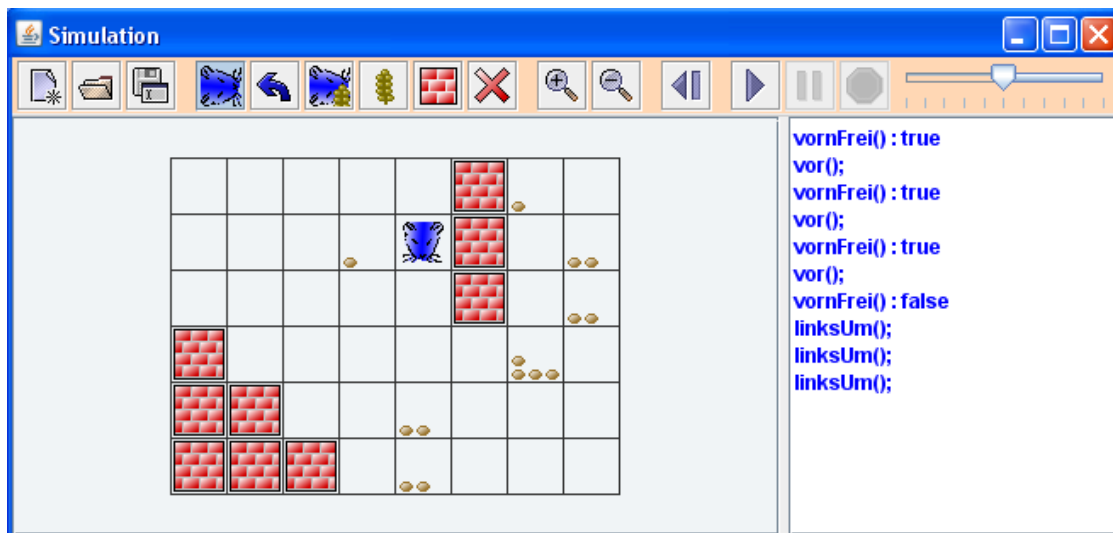 Simulation
vornFrei() : true
vor();
vornFrei() : true
vor();
vornFrei() : true
vor();
vornFrei() : false
linksUm();
linksUm();
linksUm();